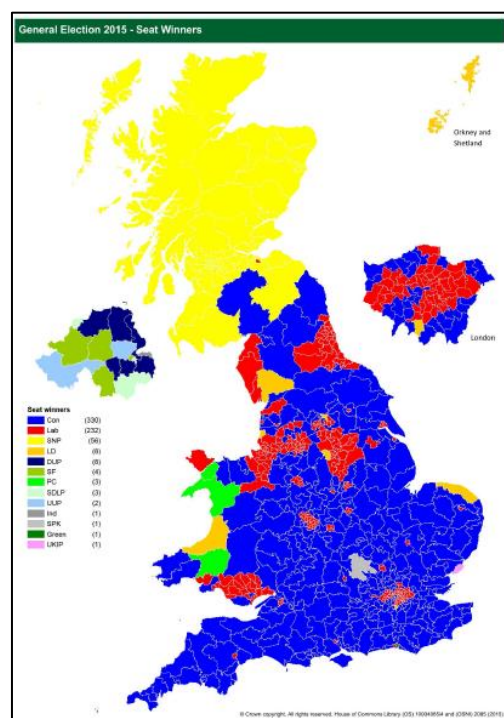 General Election 2015 - Seat Winners
Orkney and
Shetland
London
Seat winners
Con (330)
Lab (232)
SNP (56)
LD (8)
DUP (8)
SF (4)
PC (3)
SDLP (3)
UUP (2)
Ind (1)
SPK (1)
Green (1)
UKIP (1)
© Crown copyright. All rights reserved. House of Commons Library (OS)